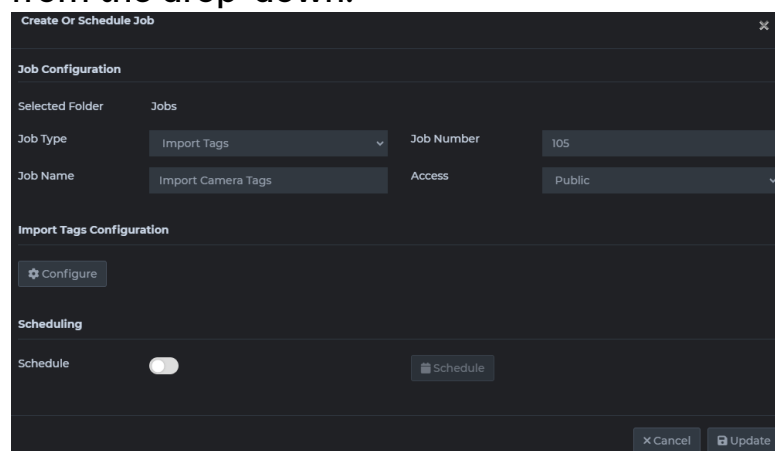 from the drop-down.
Create Or Schedule Job
Job Configuration
Selected Folder Jobs
Job Type Import Tags Job Number 105
Job Name Import Camera Tags Access Public
Import Tags Configuration
Configure
Scheduling
Schedule Schedule
Cancel Update